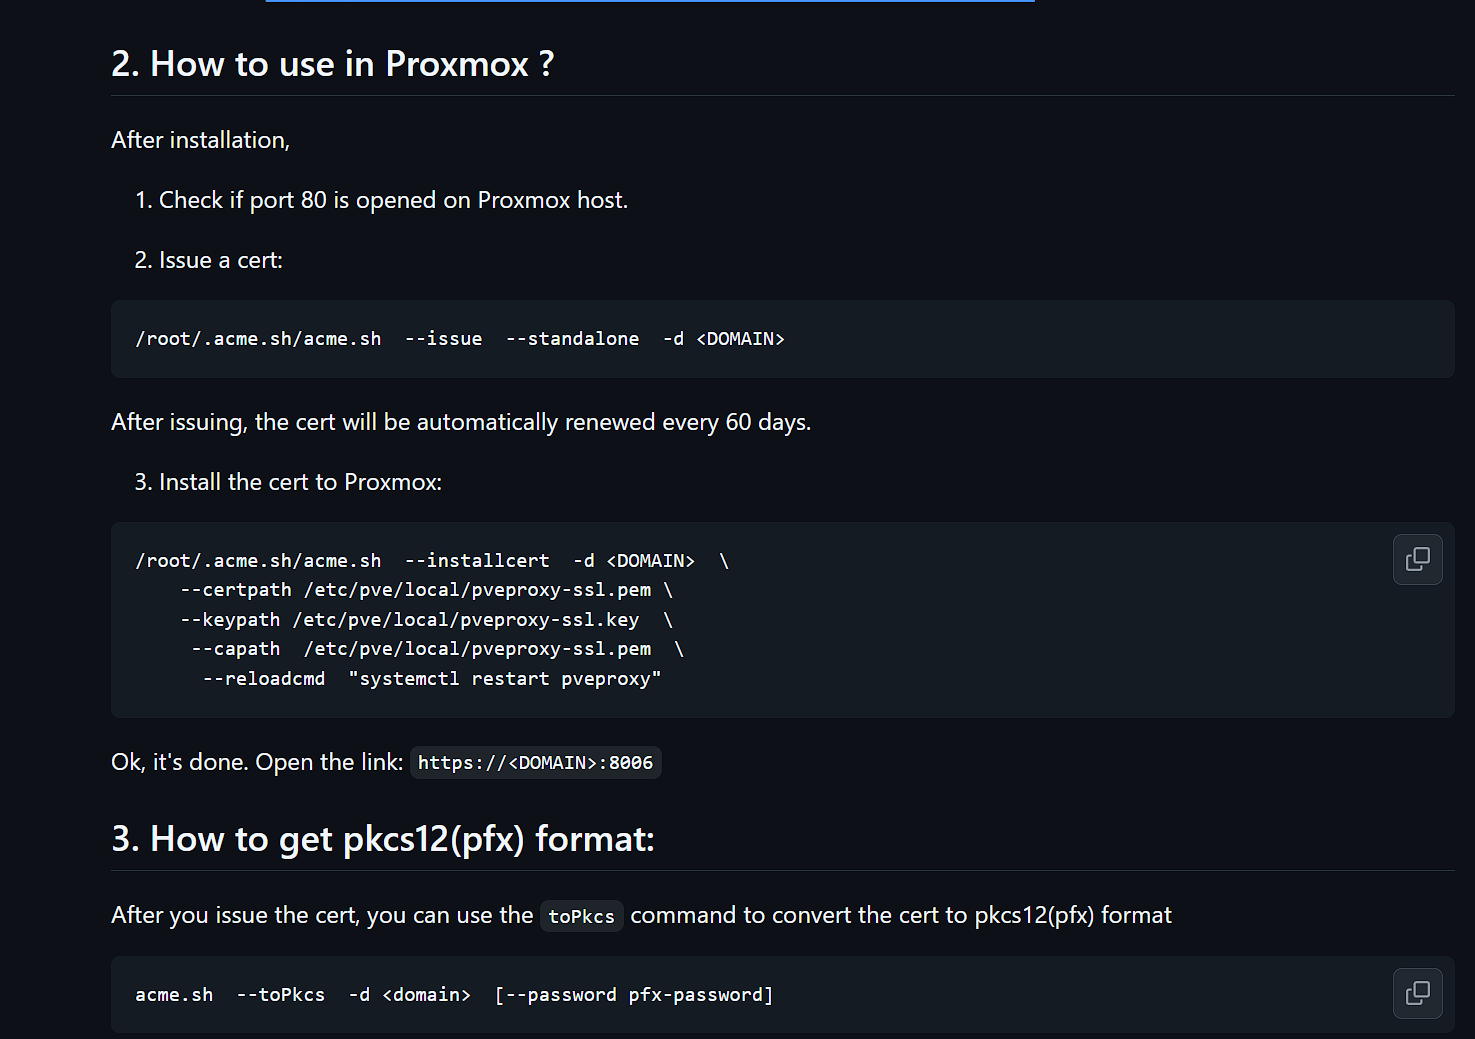 2. How to use in Proxmox ?
After installation,
1. Check if port 80 is opened on Proxmox host.
2. Issue a cert:
/root/.acme.sh/acme.sh  --issue  --standalone  -d <DOMAIN>
After issuing, the cert will be automatically renewed every 60 days.
3. Install the cert to Proxmox:
/root/.acme.sh/acme.sh  --installcert  -d <DOMAIN>  \
    --certpath /etc/pve/local/pveproxy-ssl.pem \
    --keypath /etc/pve/local/pveproxy-ssl.key  \
     --capath  /etc/pve/local/pveproxy-ssl.pem  \
      --reloadcmd  "systemctl restart pveproxy"
Ok, it's done. Open the link: https://<DOMAIN>:8006
3. How to get pkcs12(pfx) format:
After you issue the cert, you can use the toPkcs command to convert the cert to pkcs12(pfx) format
acme.sh  --toPkcs  -d <domain>  [--password pfx-password]